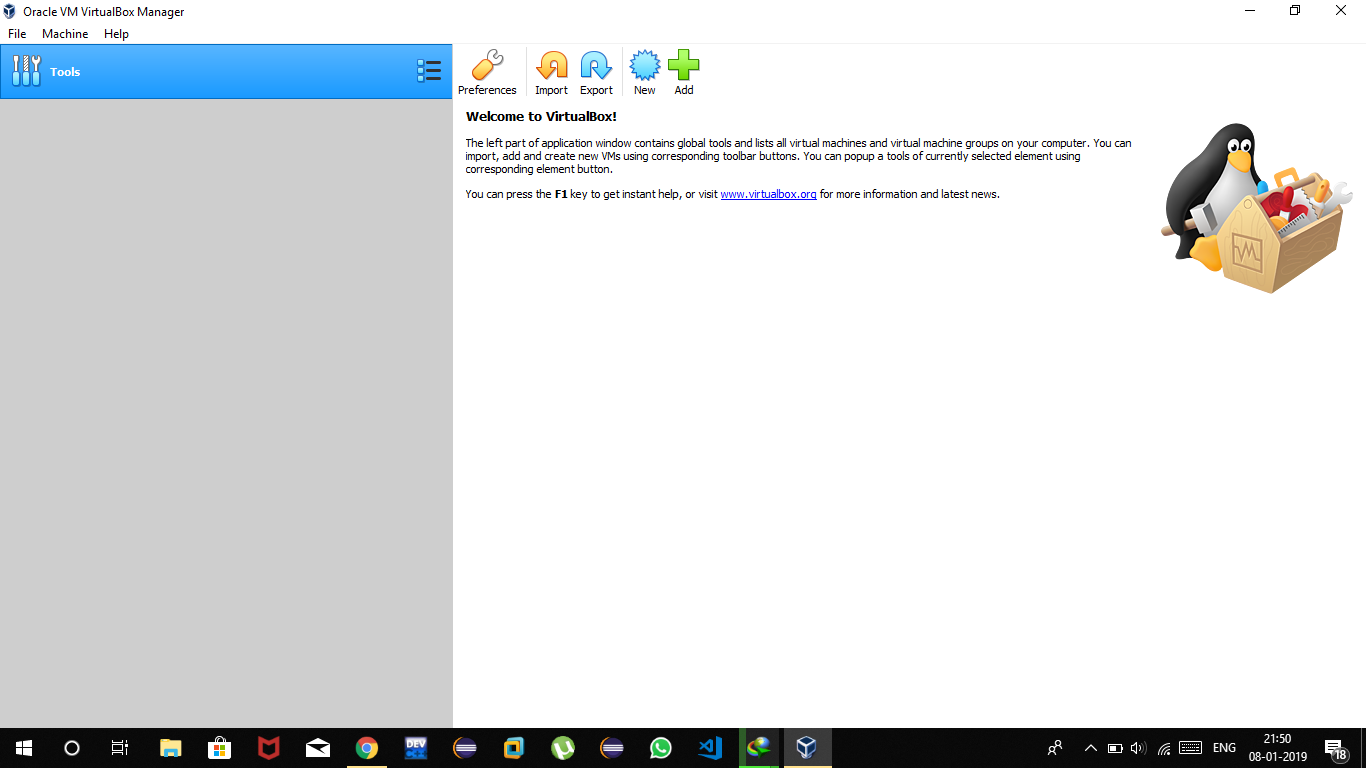 Oracle VM VirtualBox Manager
File Machine Help
Tools
Preferences Import Export New Add
Welcome to VirtualBox!
The left part of application window contains global tools and lists all virtual machines and virtual machine groups on your computer. You can
import, add and create new VMs using corresponding toolbar buttons. You can popup a tools of currently selected element using
corresponding element button.
You can press the F1 key to get instant help, or visit www.virtualbox.org for more information and latest news.
DEV
ENG
21:50
08-01-2019
18